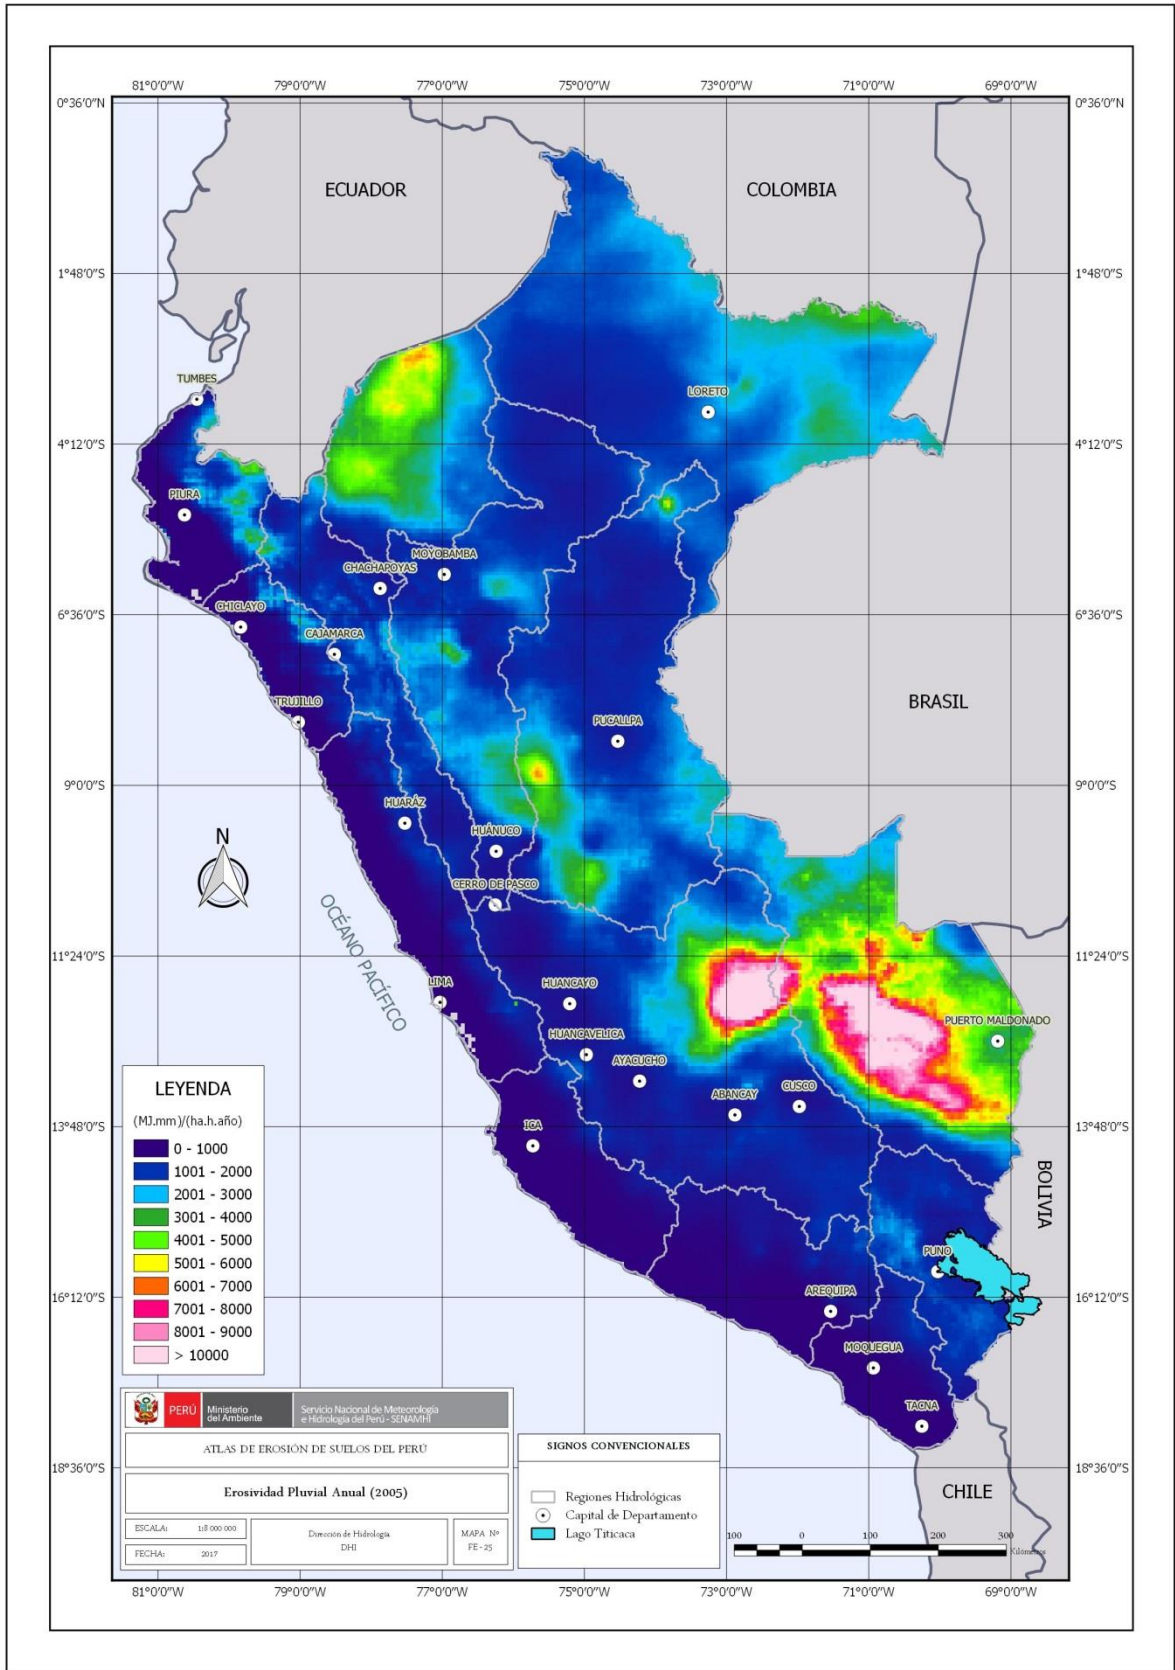 81°0'0"W 79°0'0"W 77°0'0"W 75°0'0"W 73°0'0"W 71°0'0"W 69°0'0"W
0°36'0"N 0°36'0"N
ECUADOR COLOMBIA
1°48'0"S 1°48'0"S
TUMBES
LORETO
4°12'0"S 4°12'0"S
PIURA
MOYOBAMBA
CHACHAPOYAS
6°36'0"S 6°36'0"S
CHICLAYO
CAJAMARCA
TRUJILLO
BRASIL
PUCALLPA
9°0'0"S 9°0'0"S
HUARÁZ
HUÁNUCO
N
CERRO DE PASCO
OCÉANO PACÍFICO
11°24'0"S 11°24'0"S
LIMA
HUANCAYO
PUERTO MALDONADO
HUANCAVELICA
AYACUCHO
ABANCAY
CUSCO
13°48'0"S 13°48'0"S
ICA
BOLIVIA
PUNO
16°12'0"S 16°12'0"S
AREQUIPA
MOQUEGUA
TACNA
18°36'0"S 18°36'0"S
CHILE
LEYENDA
(MJ.mm)/(ha.h.año)
0 - 1000
1001 - 2000
2001 - 3000
3001 - 4000
4001 - 5000
5001 - 6000
6001 - 7000
7001 - 8000
8001 - 9000
> 10000
PERÚ
Ministerio
del Ambiente
Servicio Nacional de Meteorología
e Hidrología del Perú - SENAMHI
ATLAS DE EROSIÓN DE SUELOS DEL PERÚ
Erosividad Pluvial Anual (2005)
ESCALA: 1:8 000 000
FECHA: 2017
Dirección de Hidrología
DHI
MAPA Nº
FE - 25
SIGNOS CONVENCIONALES
Regiones Hidrológicas
Capital de Departamento
Lago Titicaca
100 0 100 200 300
Kilómetros
81°0'0"W 79°0'0"W 77°0'0"W 75°0'0"W 73°0'0"W 71°0'0"W 69°0'0"W